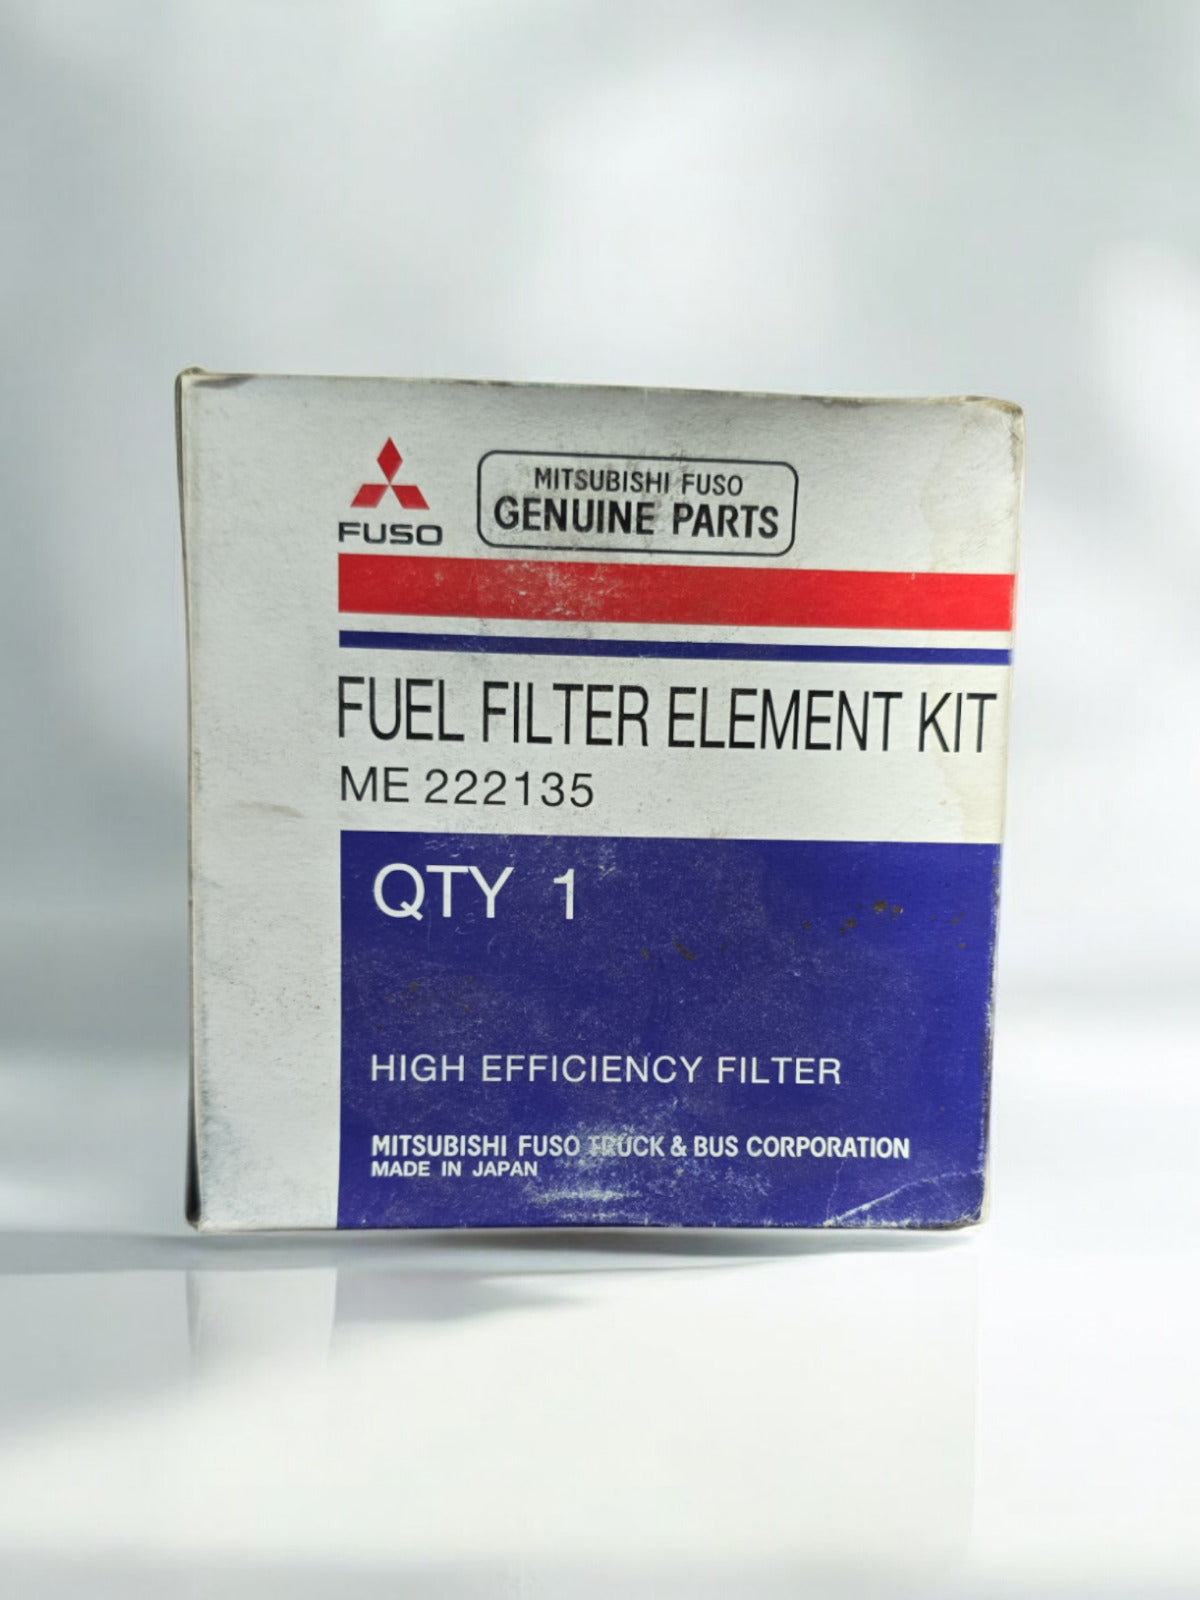 FUSO
MITSUBISHI FUSO
GENUINE PARTS
FUEL FILTER ELEMENT KIT
ME 222135
QTY 1
HIGH EFFICIENCY FILTER
MITSUBISHI FUSO TRUCK & BUS CORPORATION
MADE IN JAPAN